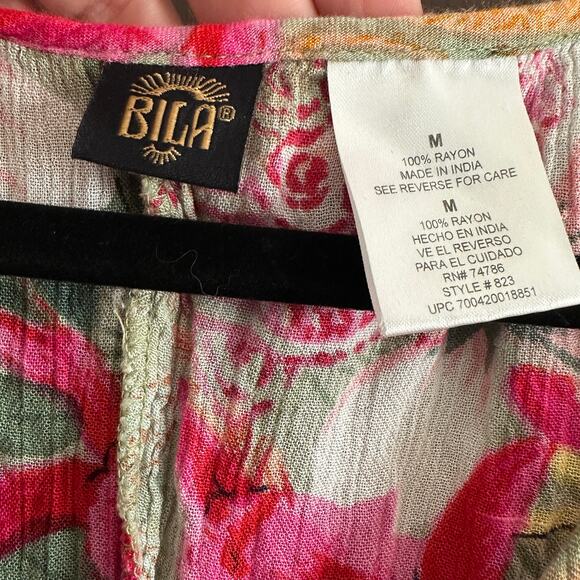 BILA®
M
100% RAYON
MADE IN INDIA
SEE REVERSE FOR CARE
M
100% RAYON
HECHO EN INDIA
VE EL REVERSO
PARA EL CUIDADO
RN# 74786
STYLE # 823
UPC 700420018851